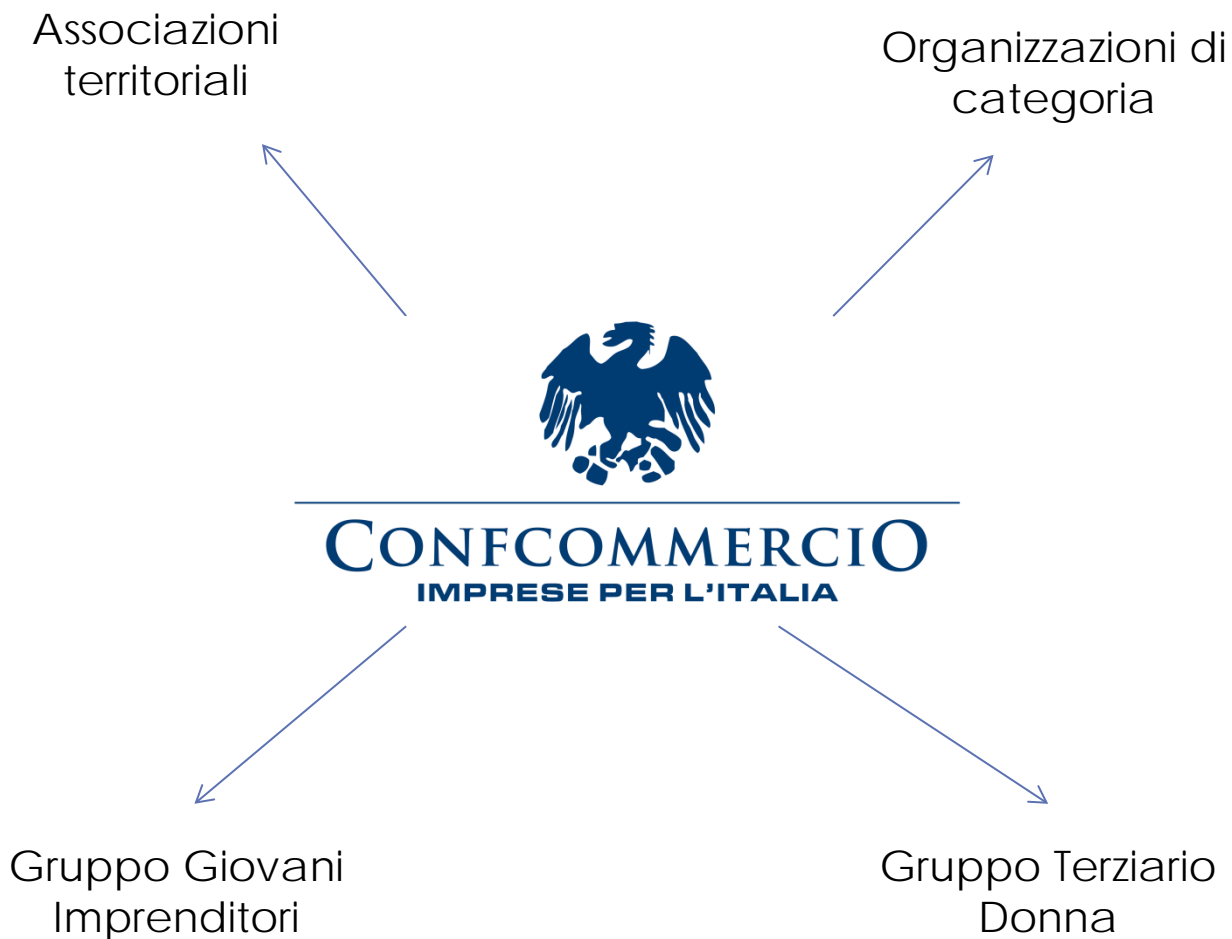 Associazioni
territoriali
Organizzazioni di
categoria
CONFCOMMERCIO
IMPRESE PER L'ITALIA
Gruppo Giovani
Imprenditori
Gruppo Terziario
Donna